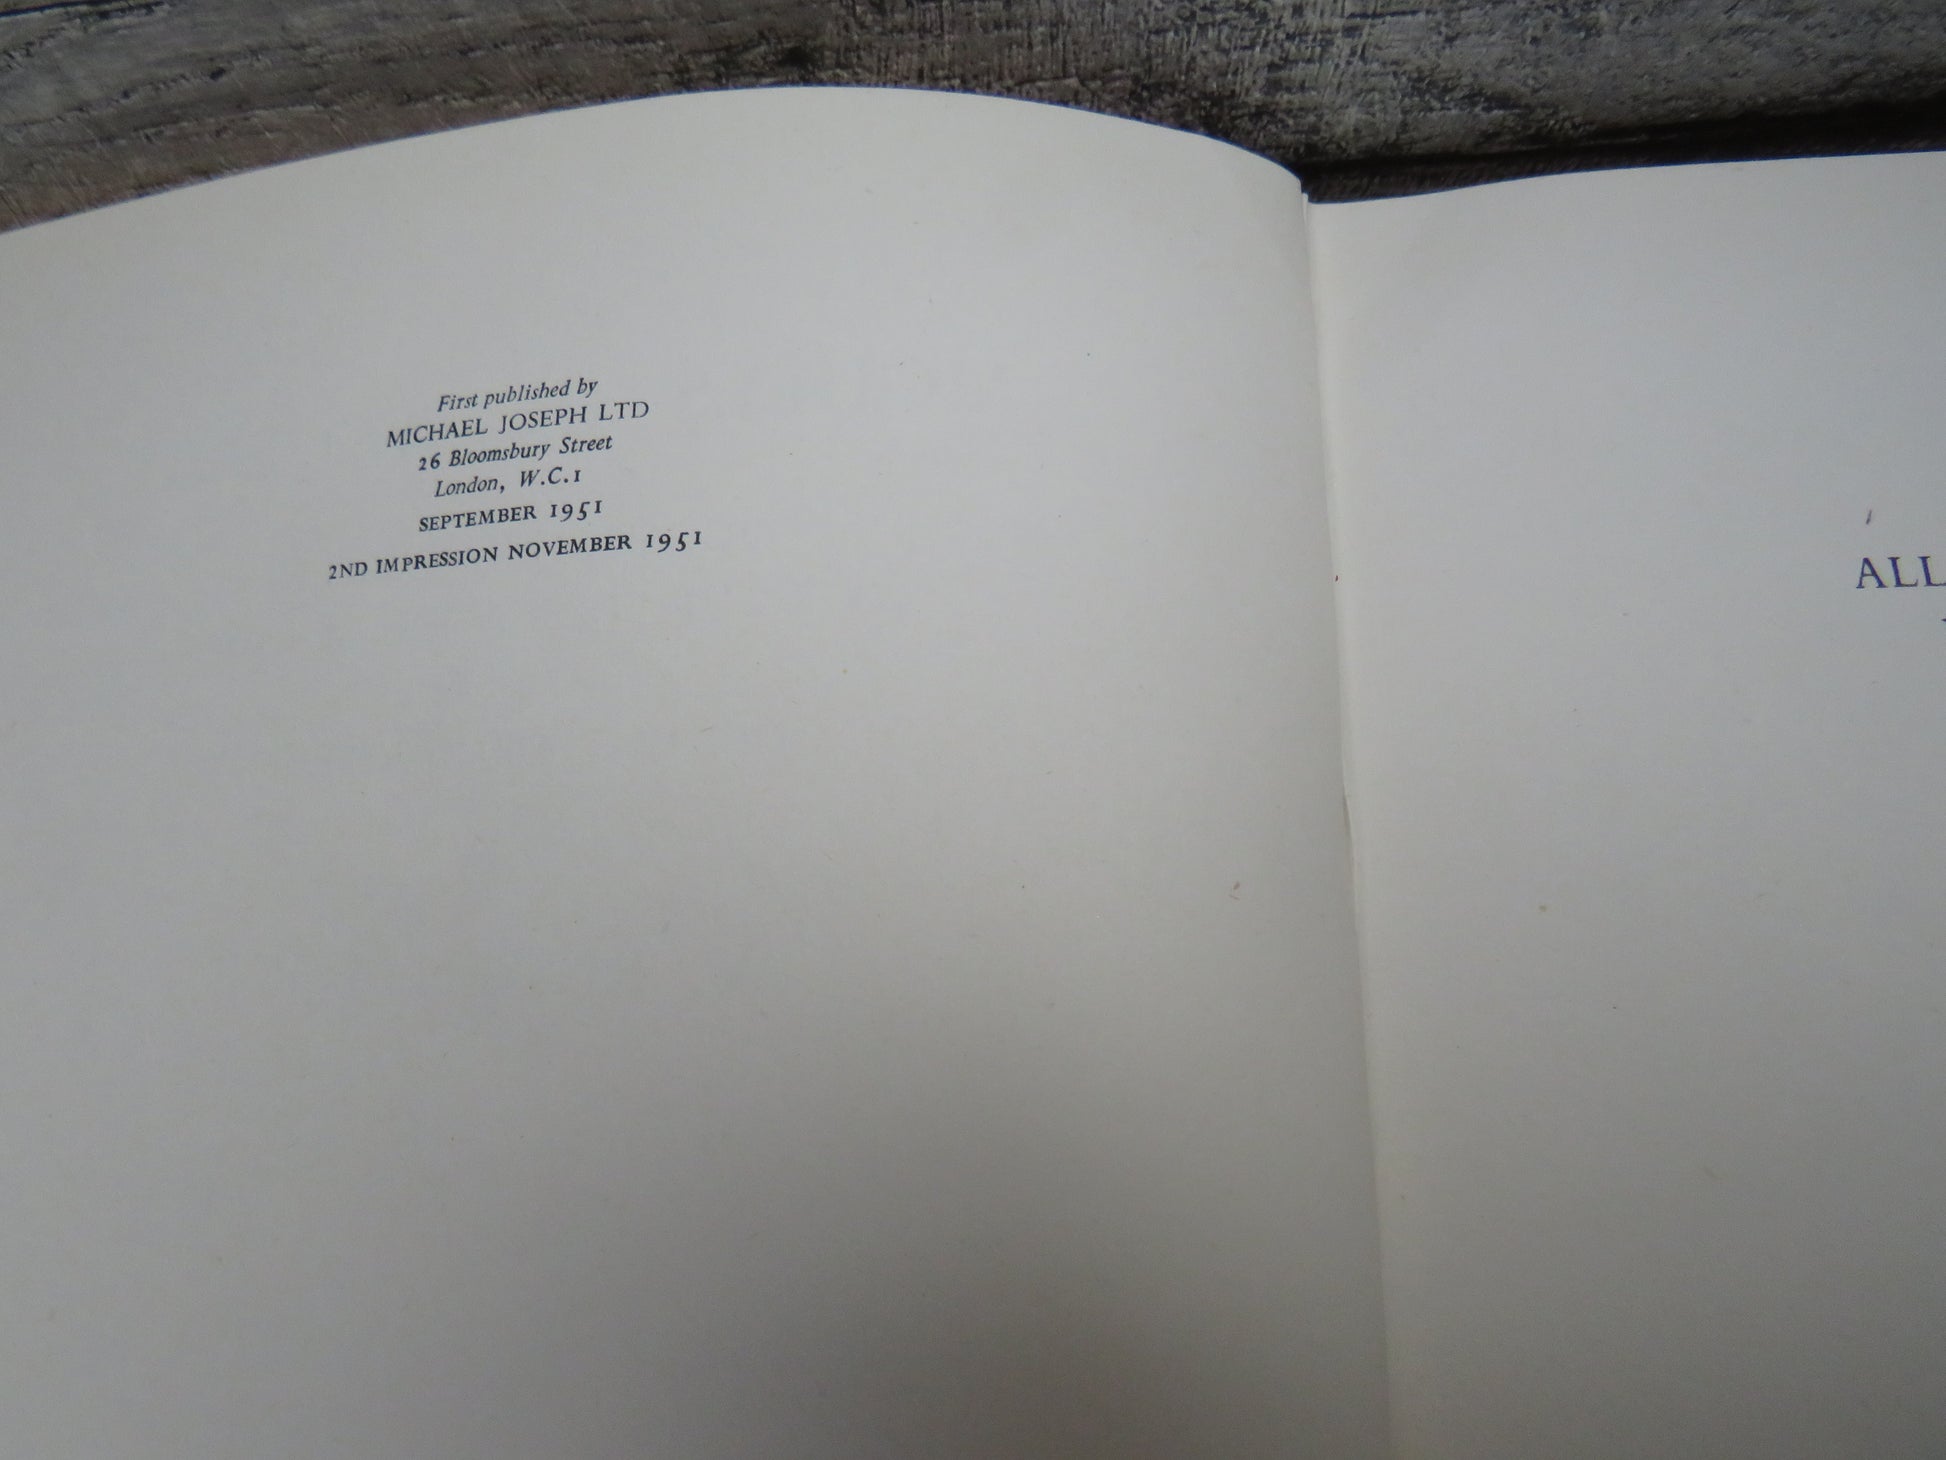 First published by
MICHAEL JOSEPH LTD
26 Bloomsbury Street
London, W.C.1
SEPTEMBER 1951
2ND IMPRESSION NOVEMBER 1951
ALL